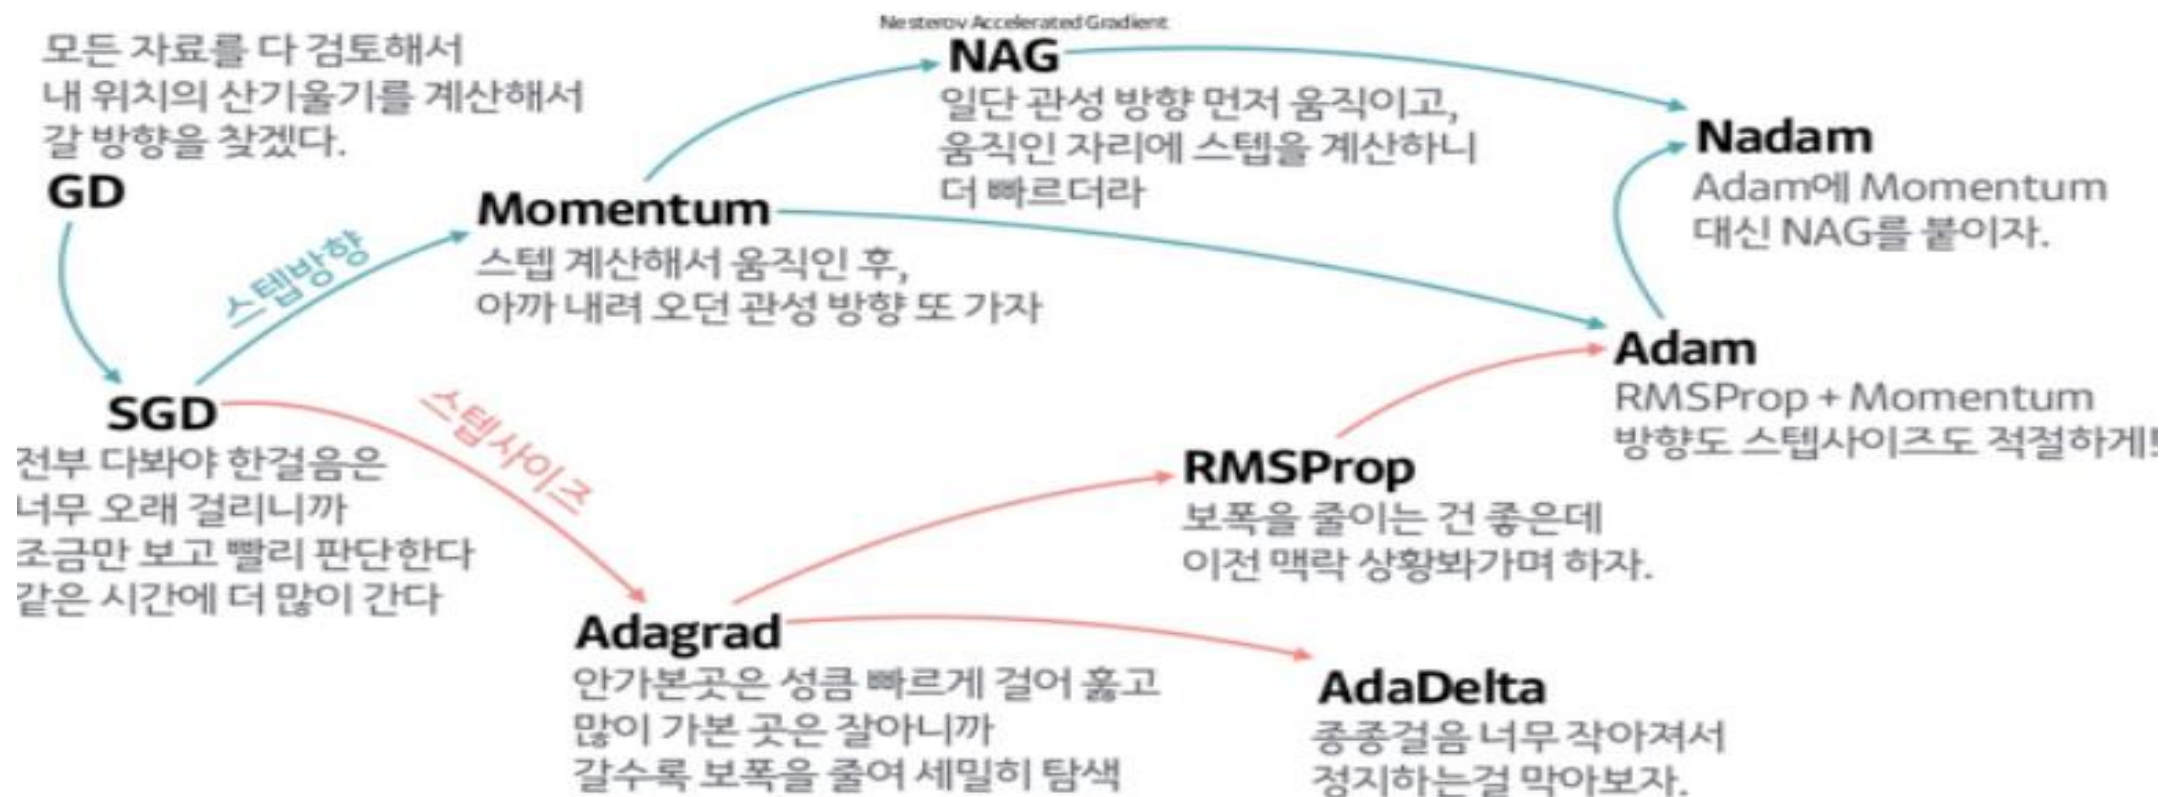 모든 자료를 다 검토해서
내 위치의 산기울기를 계산해서
갈 방향을 찾겠다.
GD
스텝방향
SGD
전부 다봐야 한걸음은
너무 오래 걸리니까
조금만 보고 빨리 판단한다
같은 시간에 더 많이 간다
Momentum
스텝 계산해서 움직인 후,
아까 내려 오던 관성 방향 또 가자
Nesterov Accelerated Gradient
NAG
일단 관성 방향 먼저 움직이고,
움직인 자리에 스텝을 계산하니
더 빠르더라
Nadam
Adam에 Momentum
대신 NAG를 붙이자.
Adam
RMSProp + Momentum
방향도 스텝사이즈도 적절하게!
스텝사이즈
Adagrad
안가본곳은 성큼 빠르게 걸어 훑고
많이 가본 곳은 잘아니까
갈수록 보폭을 줄여 세밀히 탐색
RMSProp
보폭을 줄이는 건 좋은데
이전 맥락 상황봐가며 하자.
AdaDelta
종종걸음 너무 작아져서
정지하는걸 막아보자.